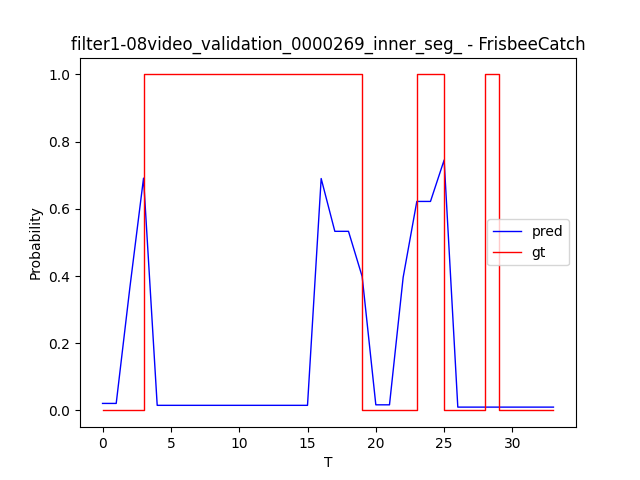 filter1-08video_validation_0000269_inner_seg_ - FrisbeeCatch
1.0
0.8
0.6
0.4
0.2
0.0
Probability
pred
gt
0 5 10 15 20 25 30
T